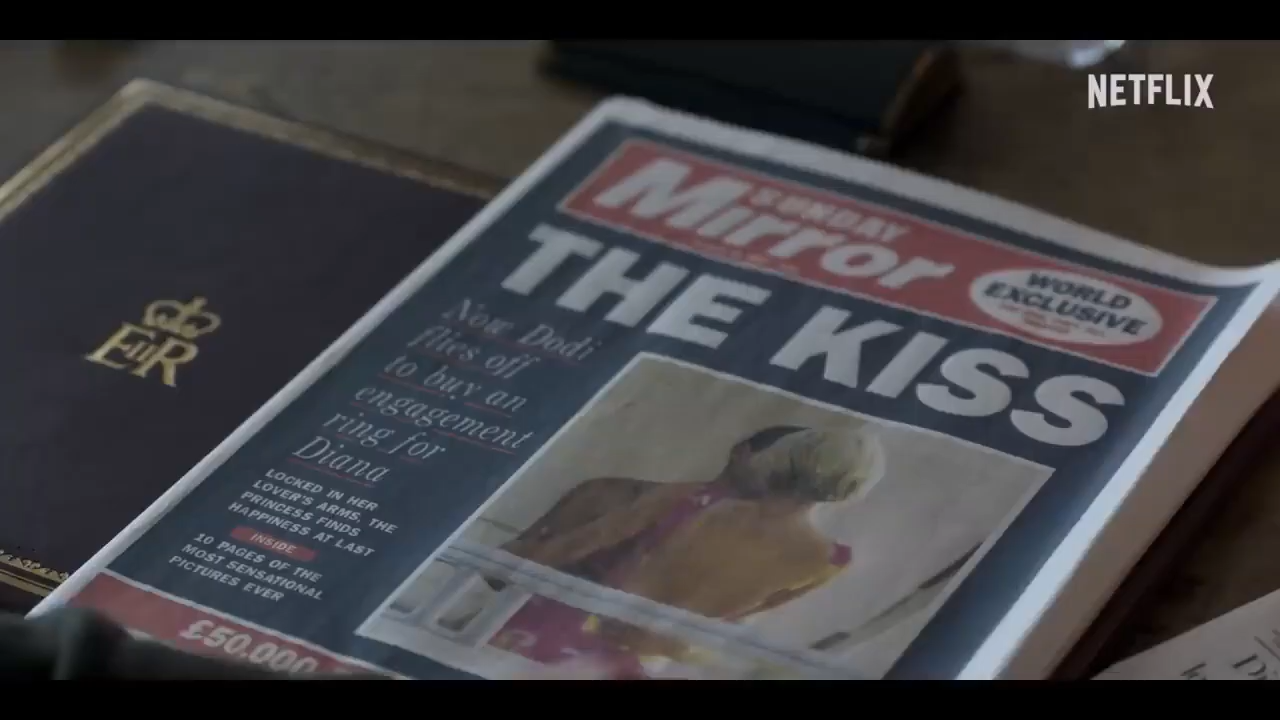 NETFLIX
EIIR
SUNDAY
Mirror
WORLD
EXCLUSIVE
THE KISS
Now Dodi
flies off
to buy an
engagement
ring for
Diana
LOCKED IN HER
LOVER'S ARMS, THE
PRINCESS FINDS
HAPPINESS AT LAST
INSIDE
10 PAGES OF THE
MOST SENSATIONAL
PICTURES EVER
£50,000